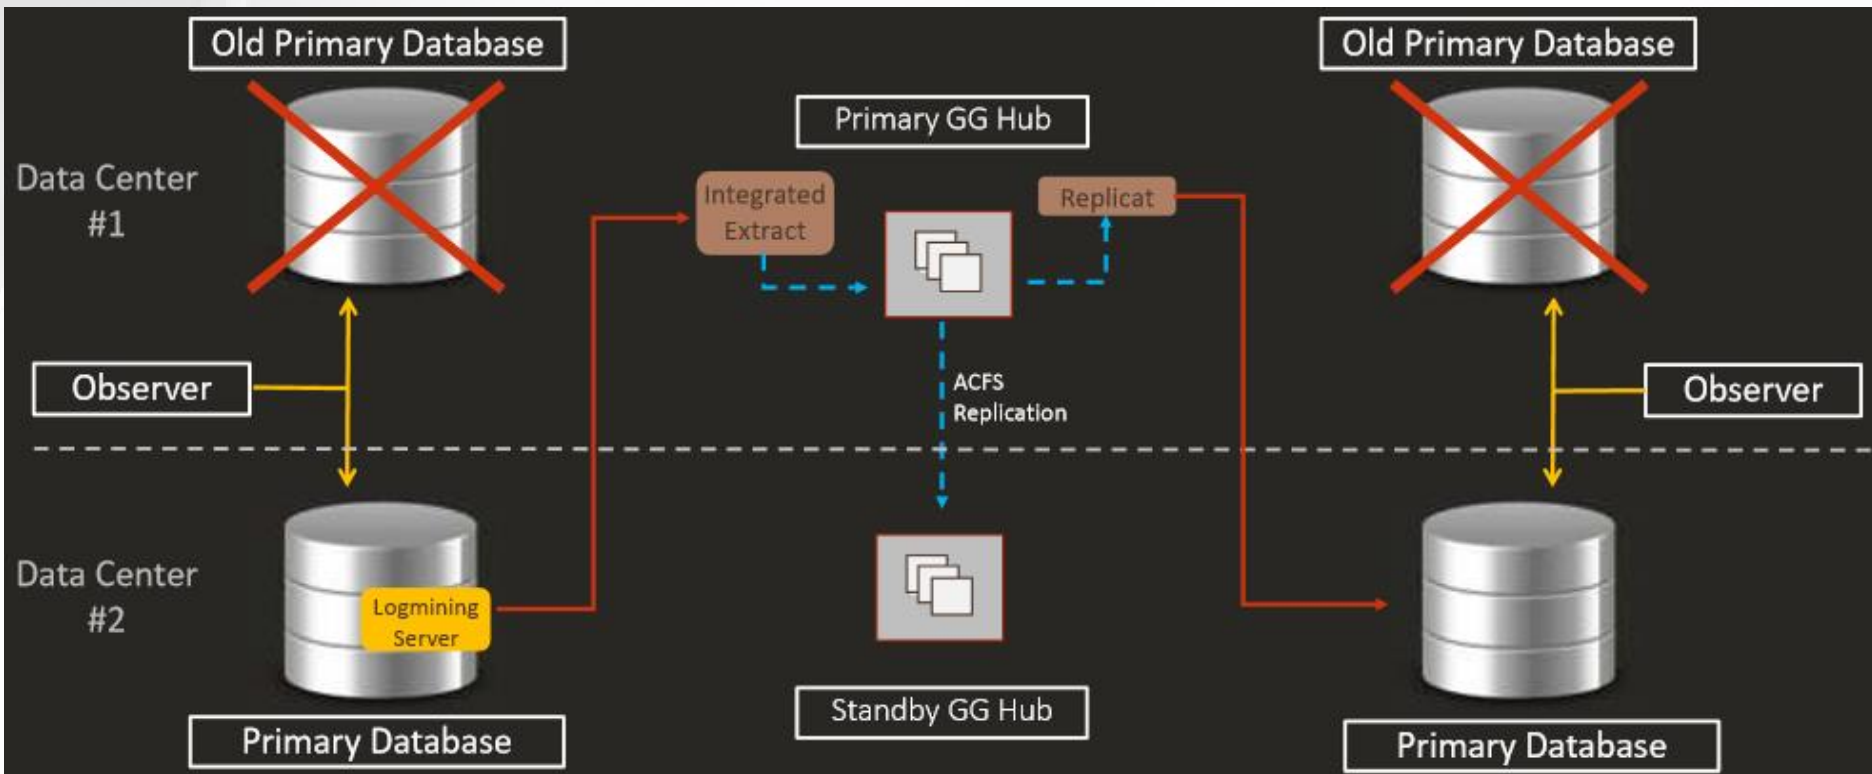 Old Primary Database
Old Primary Database
Primary GG Hub
Data Center
#1
Integrated
Extract
Replicat
ACFS
Replication
Observer
Observer
Data Center
#2
Logmining
Server
Standby GG Hub
Primary Database
Primary Database